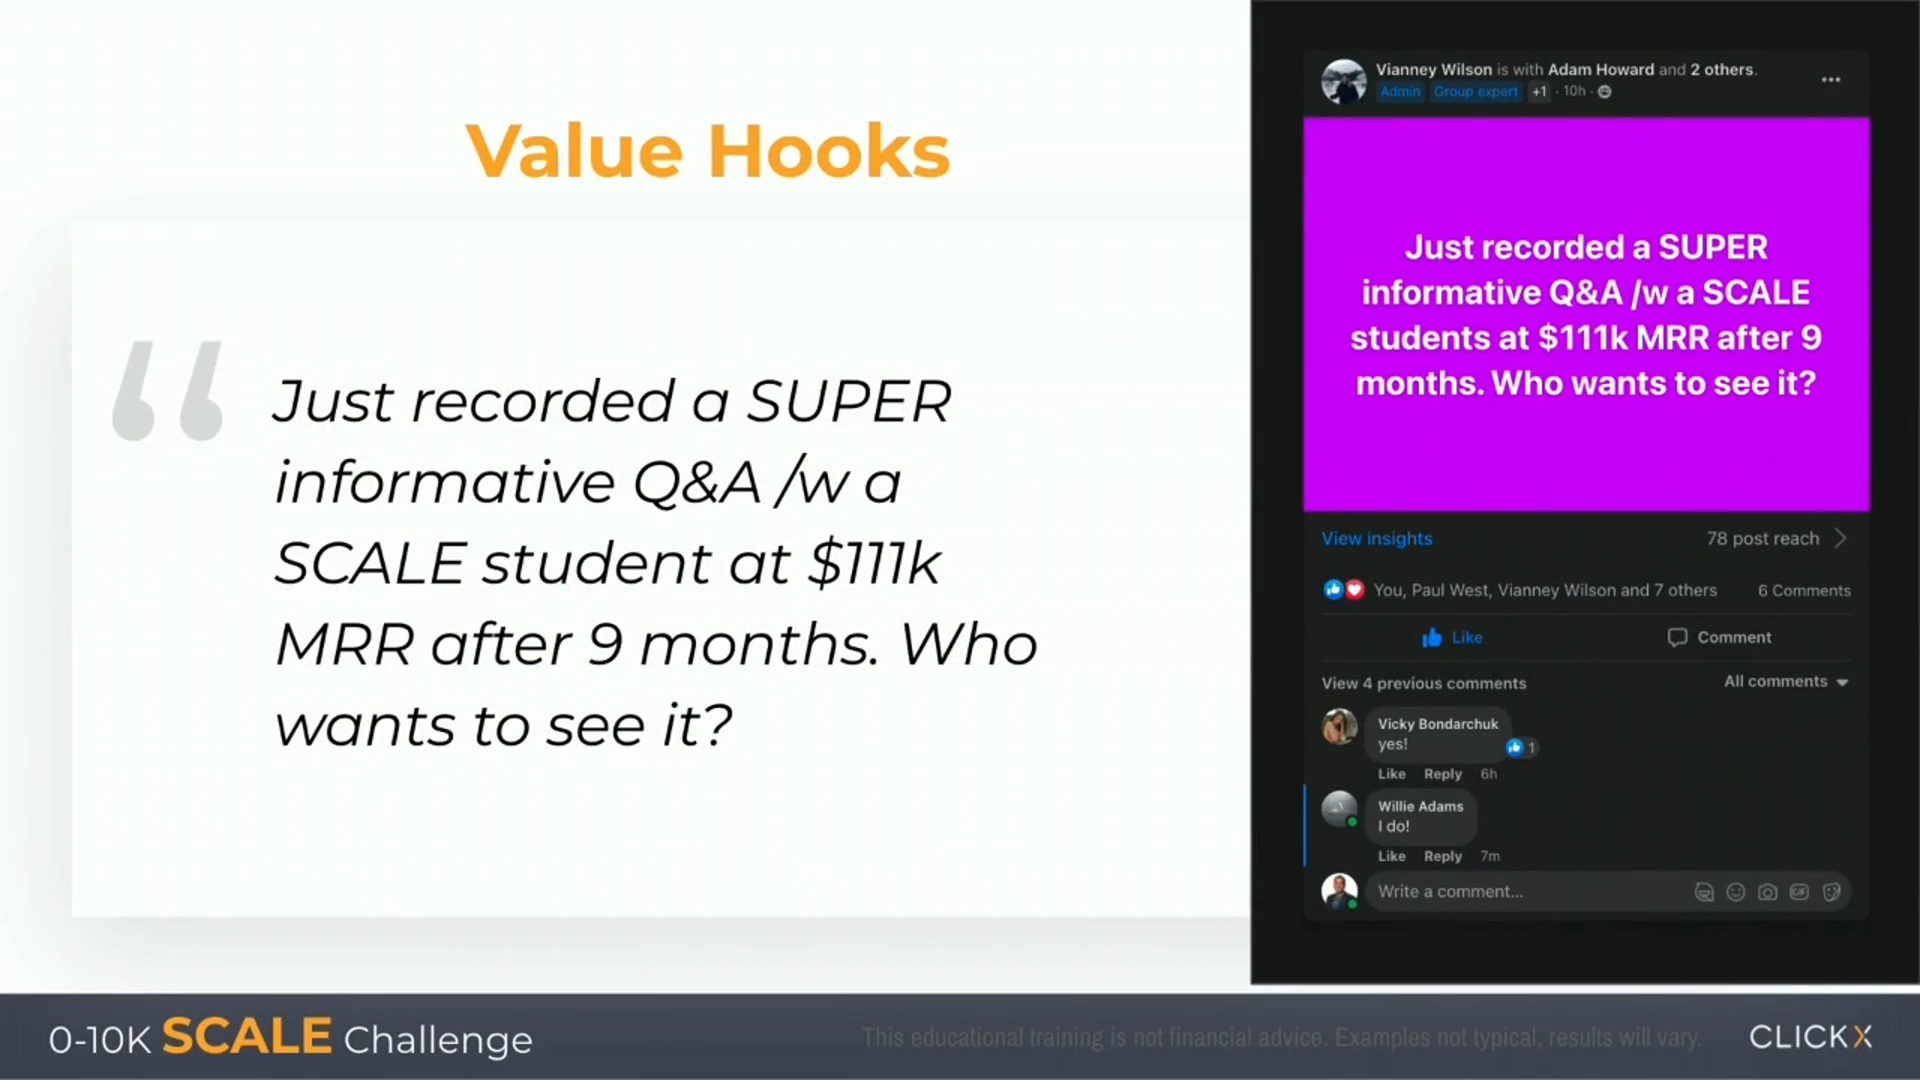 Value Hooks
Just recorded a SUPER
informative Q&A /w a
SCALE student at $111k
MRR after 9 months. Who
wants to see it?
Vianney Wilson is with Adam Howard and 2 others.
Admin Group expert +1 · 10h ·
Just recorded a SUPER
informative Q&A /w a SCALE
students at $111k MRR after 9
months. Who wants to see it?
View insights 78 post reach
You, Paul West, Vianney Wilson and 7 others 6 Comments
Like Comment
View 4 previous comments All comments
Vicky Bondarchuk
yes!
1
Like Reply 6h
Willie Adams
I do!
Like Reply 7m
Write a comment...
GIF
0-10K SCALE Challenge
This educational training is not financial advice. Examples not typical, results will vary.
CLICKX